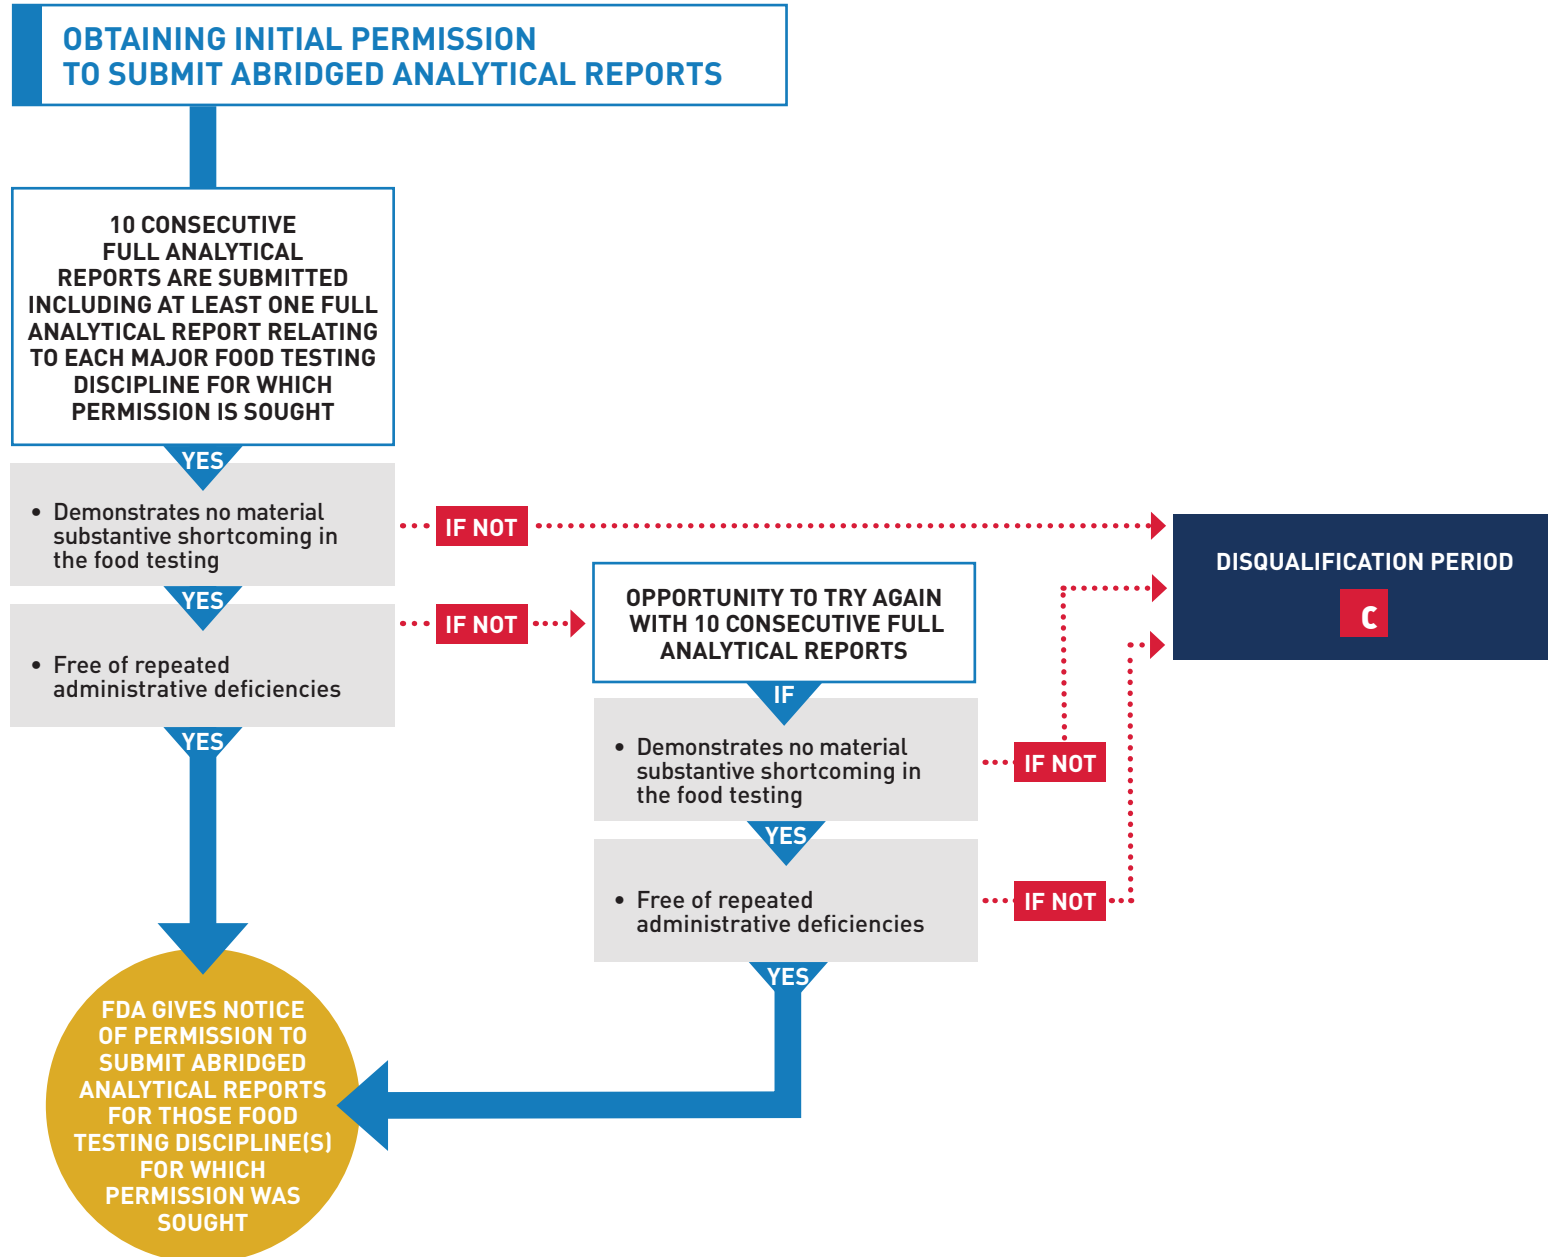 OBTAINING INITIAL PERMISSION
TO SUBMIT ABRIDGED ANALYTICAL REPORTS
10 CONSECUTIVE
FULL ANALYTICAL
REPORTS ARE SUBMITTED
INCLUDING AT LEAST ONE FULL
ANALYTICAL REPORT RELATING
TO EACH MAJOR FOOD TESTING
DISCIPLINE FOR WHICH
PERMISSION IS SOUGHT
YES
• Demonstrates no material
substantive shortcoming in
the food testing
IF NOT
YES
• Free of repeated
administrative deficiencies
IF NOT
YES
OPPORTUNITY TO TRY AGAIN
WITH 10 CONSECUTIVE FULL
ANALYTICAL REPORTS
IF
• Demonstrates no material
substantive shortcoming in
the food testing
IF NOT
YES
• Free of repeated
administrative deficiencies
IF NOT
YES
DISQUALIFICATION PERIOD
C
FDA GIVES NOTICE
OF PERMISSION TO
SUBMIT ABRIDGED
ANALYTICAL REPORTS
FOR THOSE FOOD
TESTING DISCIPLINE(S)
FOR WHICH
PERMISSION WAS
SOUGHT